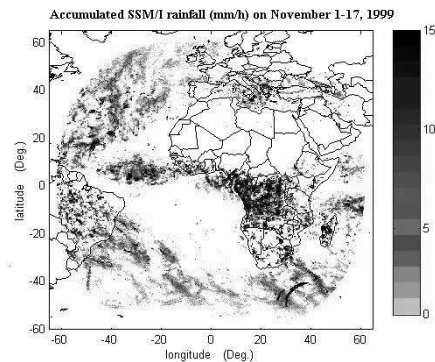 Accumulated SSM/I rainfall (mm/h) on November 1-17, 1999
60
40
20
0
-20
-40
-60
latitude (Deg.)
-60 -40 -20 0 20 40 60
longitude (Deg.)
15
10
5
0